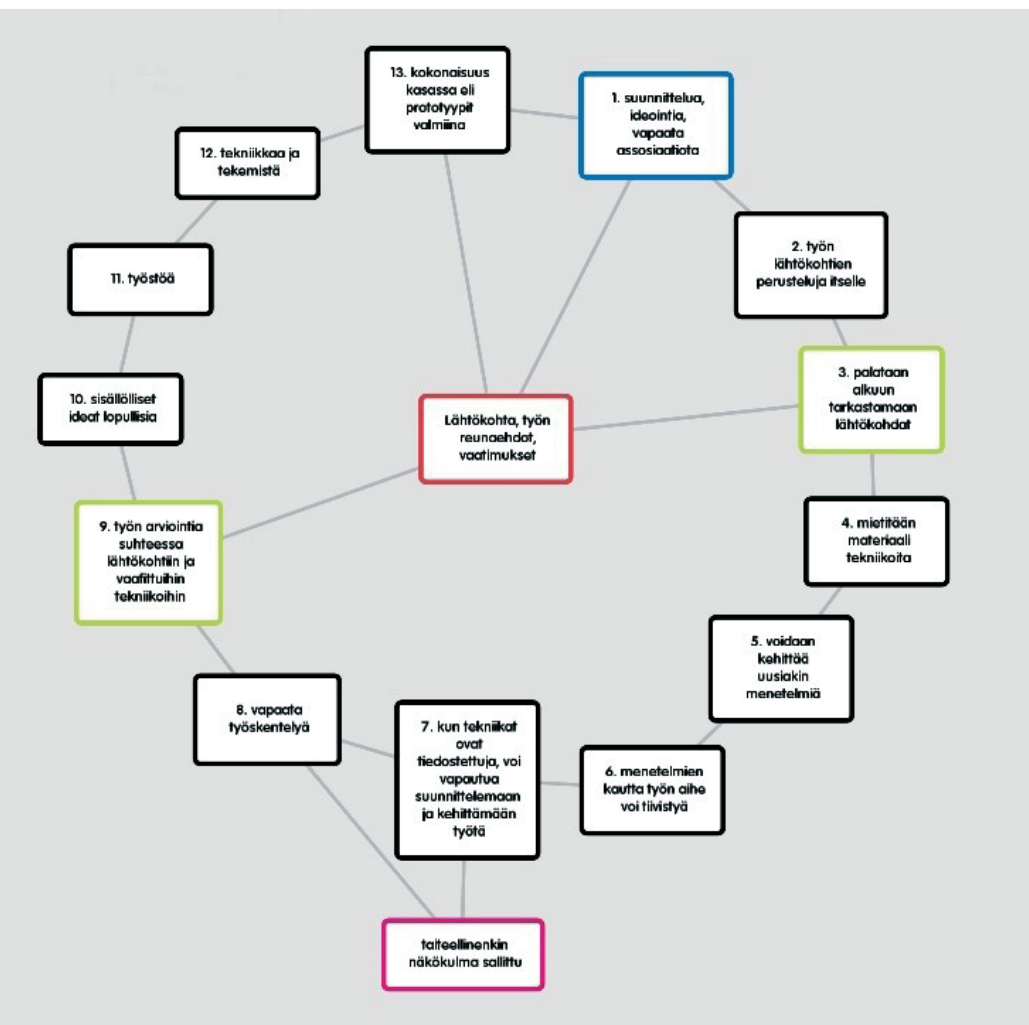 13. kokonaisuus
kasassa eli
prototyypit
valmiina
1. suunnittelua,
ideointia,
vapaata
assosiaatiota
12. tekniikkaa ja
tekemistä
2. työn
lähtökohtien
perusteluja itselle
11. työstöä
3. palataan
alkuun
tarkastamaan
lähtökohdat
10. sisällölliset
ideat lopullisia
Lähtökohta, työn
reunaehdot,
vaatimukset
9. työn arviointia
suhteessa
lähtökohtiin ja
vaafittuihin
tekniikoihin
4. mietitään
materiaali
tekniikoita
5. voidaan
kehittää
uusiakin
menetelmiä
8. vapaata
työskentelyä
7. kun tekniikat
ovat
tiedostettuja, voi
vapautua
suunnittelemaan
ja kehittämään
työtä
6. menetelmien
kautta työn aihe
voi tiivistyä
taiteellinenkin
näkökulma sallittu